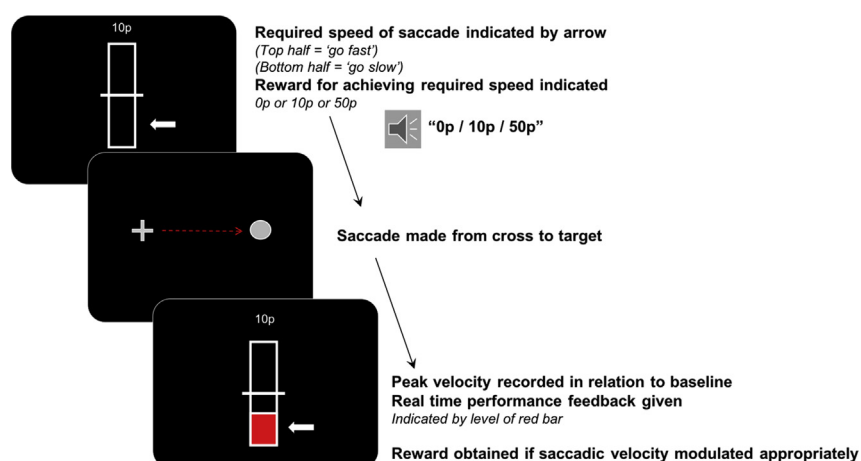 10p
Required speed of saccade indicated by arrow
(Top half = ‘go fast’)
(Bottom half = ‘go slow’)
Reward for achieving required speed indicated
0p or 10p or 50p
“0p / 10p / 50p”
Saccade made from cross to target
10p
Peak velocity recorded in relation to baseline
Real time performance feedback given
Indicated by level of red bar
Reward obtained if saccadic velocity modulated appropriately